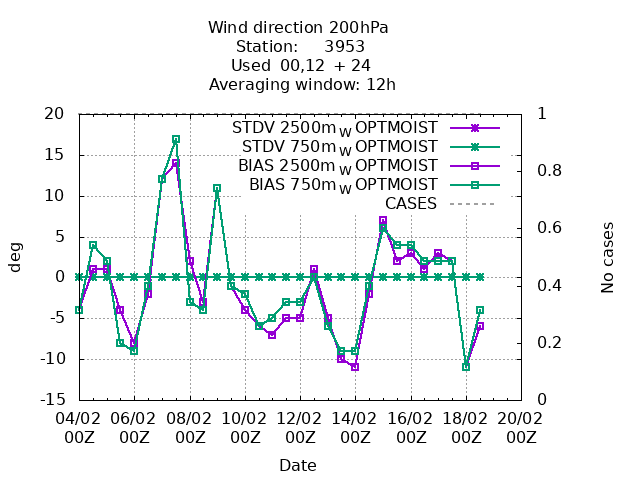 Wind direction 200hPa
Station: 3953
Used 00,12 + 24
Averaging window: 12h
20
15
10
5
0
-5
-10
-15
deg
1
0.8
0.6
0.4
0.2
0
No cases
STDV 2500m W OPTMOIST
STDV 750m W OPTMOIST
BIAS 2500m W OPTMOIST
BIAS 750m W OPTMOIST
CASES
04/02 06/02 08/02 10/02 12/02 14/02 16/02 18/02 20/02
00Z 00Z 00Z 00Z 00Z 00Z 00Z 00Z 00Z
Date